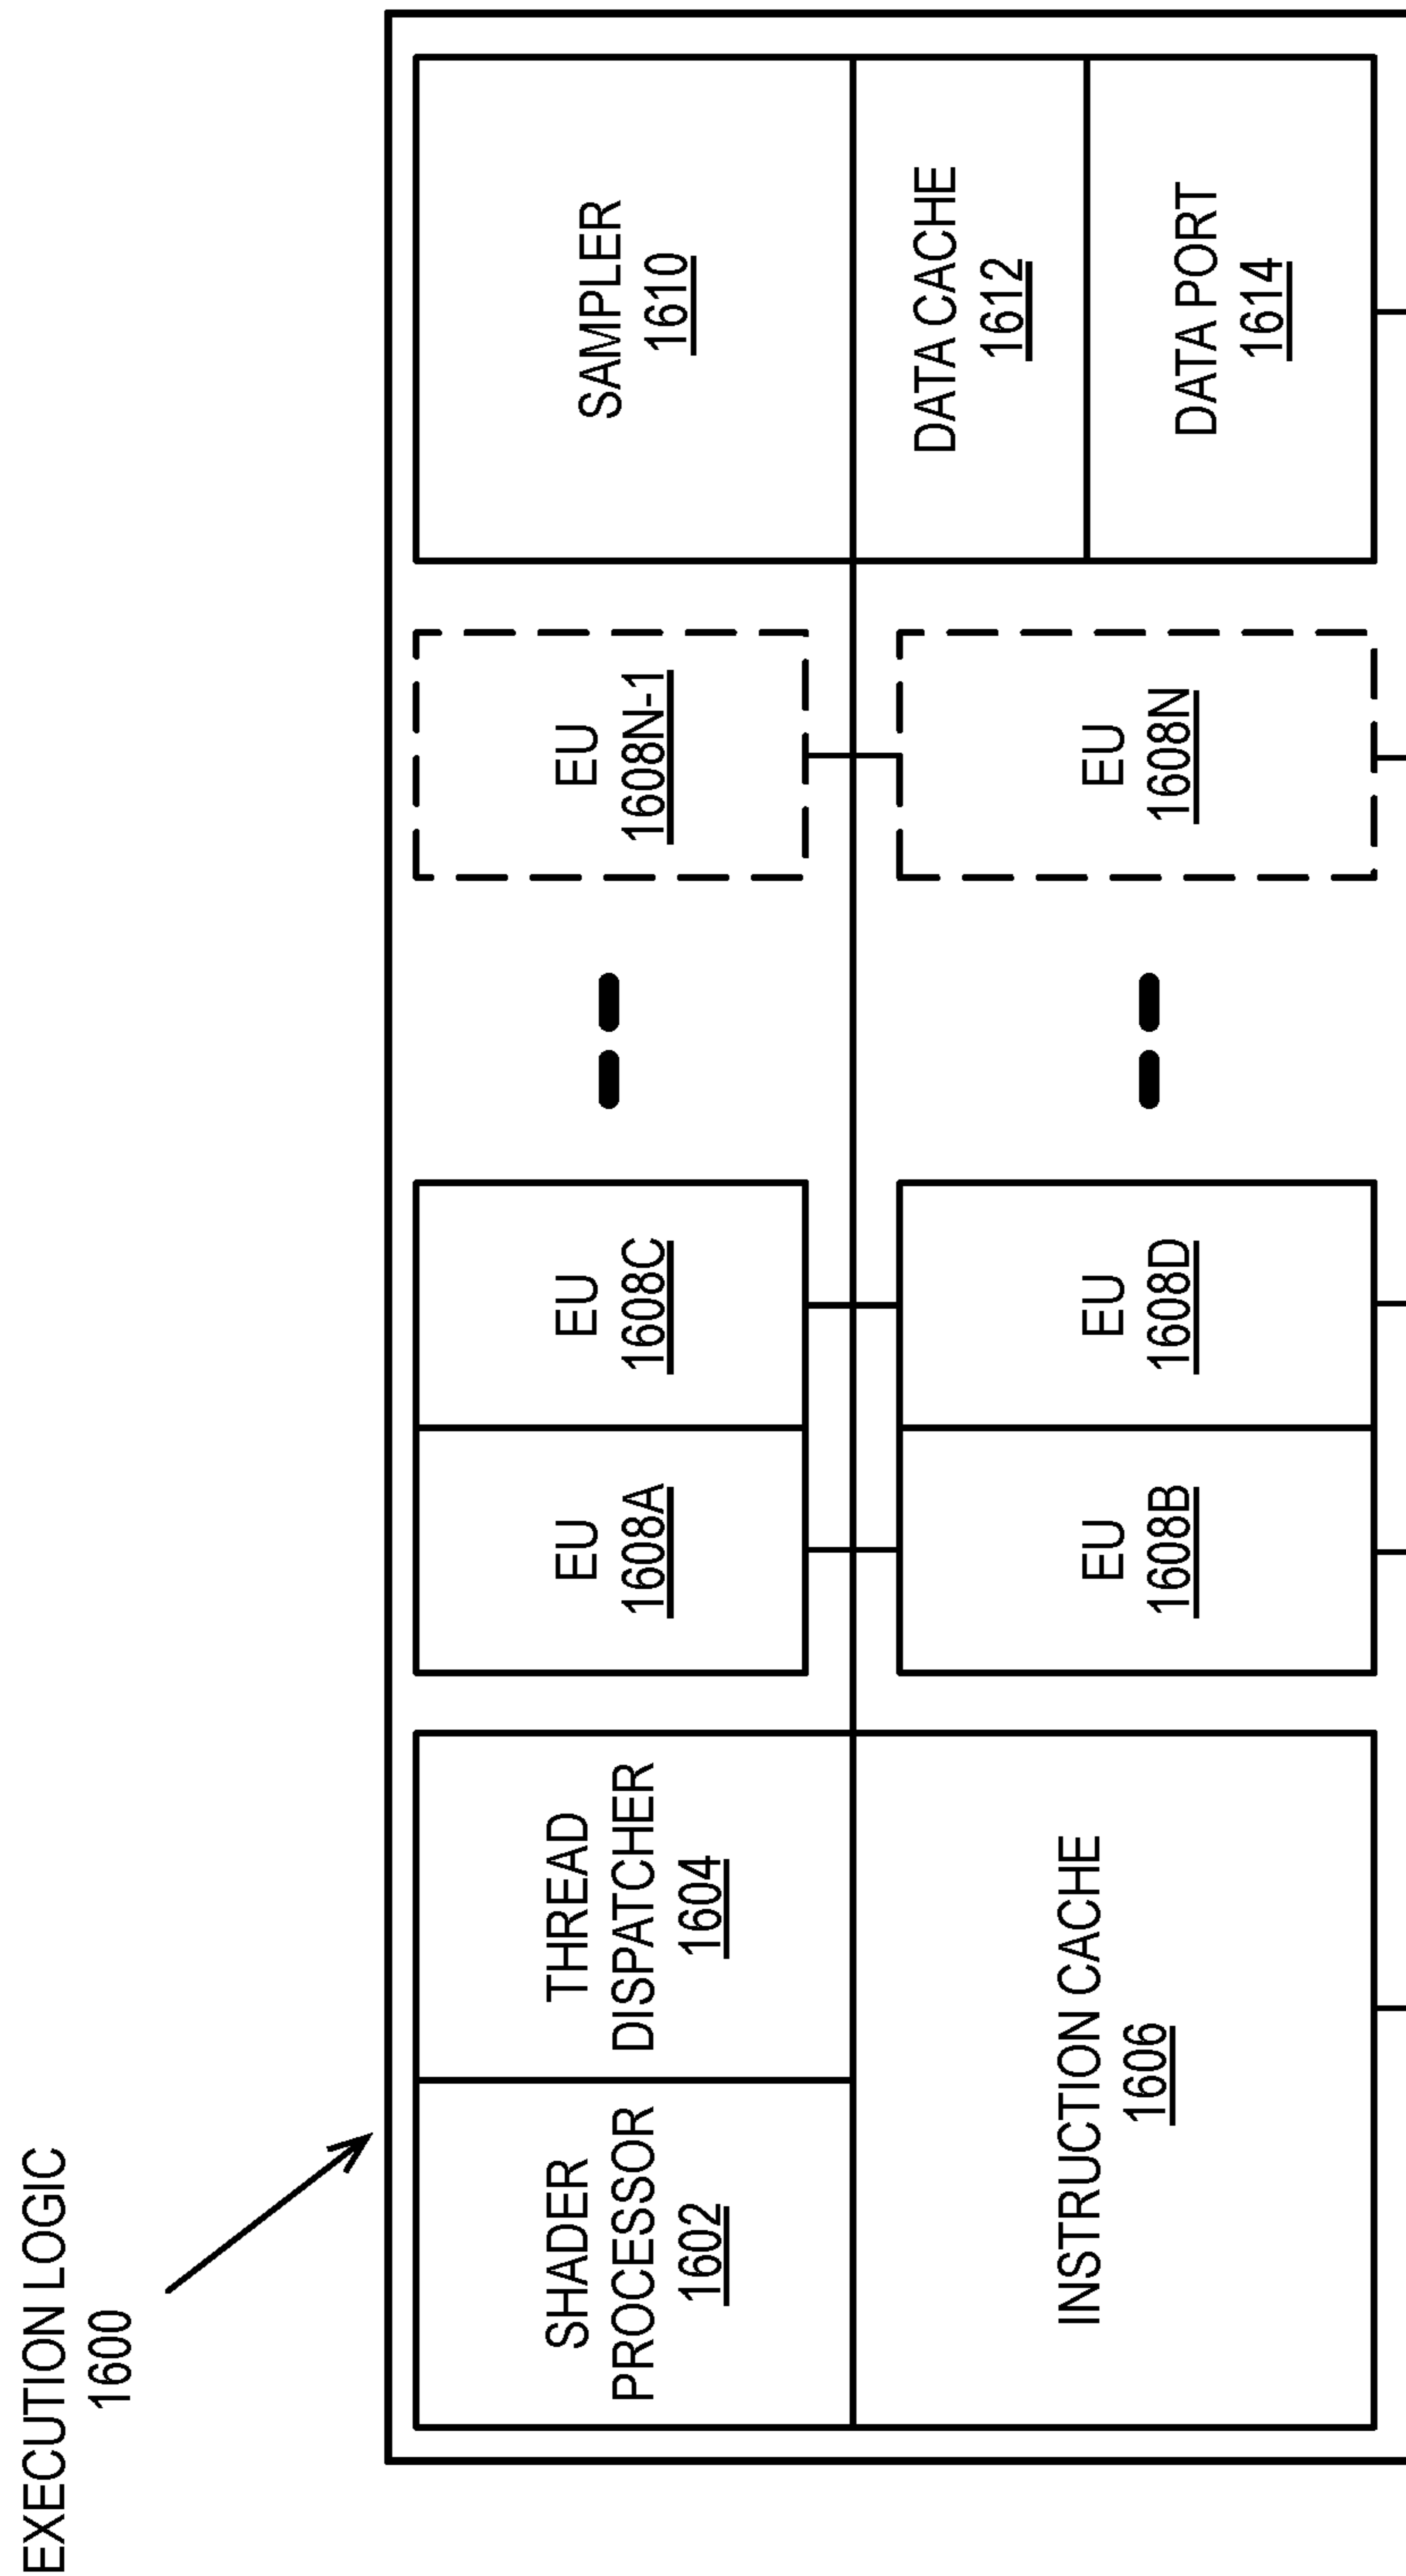 EXECUTION LOGIC
1600
SHADER
PROCESSOR
1602
THREAD
DISPATCHER
1604
EU
1608A
EU
1608C
EU
1608N-1
SAMPLER
1610
INSTRUCTION CACHE
1606
EU
1608B
EU
1608D
EU
1608N
DATA CACHE
1612
DATA PORT
1614